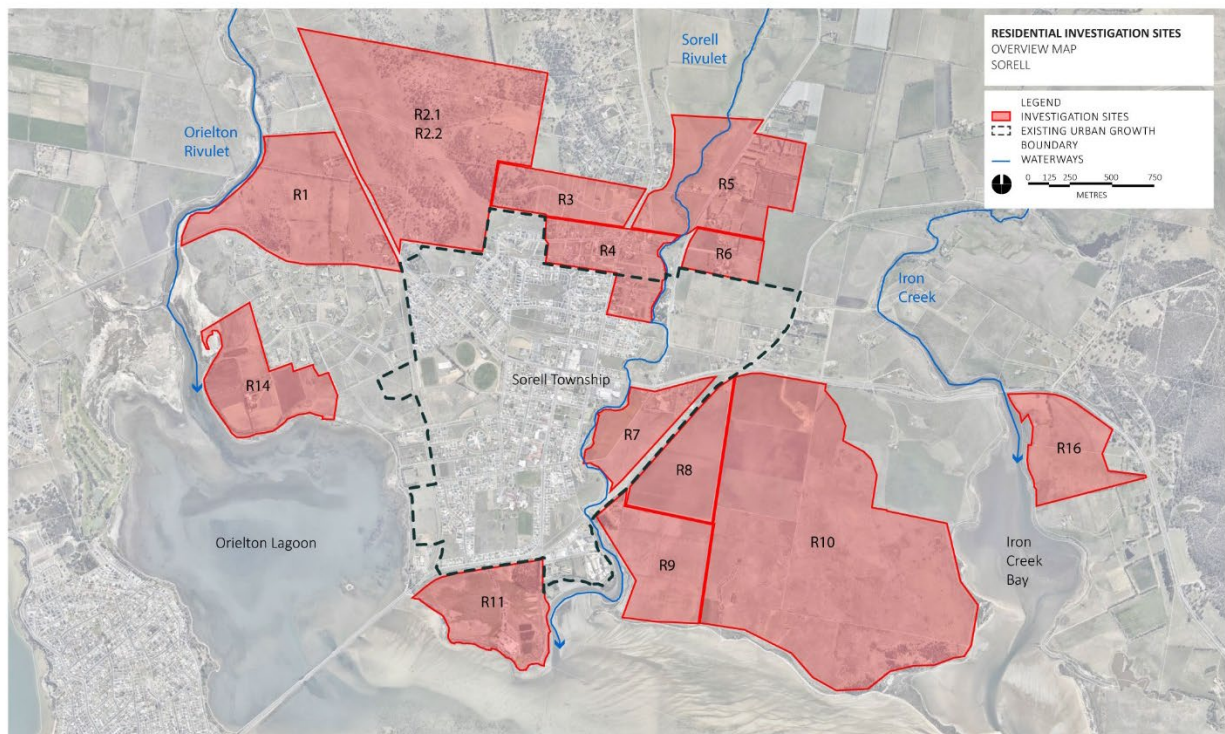 RESIDENTIAL INVESTIGATION SITES
OVERVIEW MAP
SORELL
LEGEND
INVESTIGATION SITES
EXISTING URBAN GROWTH
BOUNDARY
WATERWAYS
0 125 250 500 750
METRES
Sorell
Rivulet
Orielton
Rivulet
R2.1
R2.2
R1
R3
R5
R4
R6
Iron
Creek
R14
Sorell Township
R7
R8
R16
Orielton Lagoon
R9
R10
Iron
Creek
Bay
R11